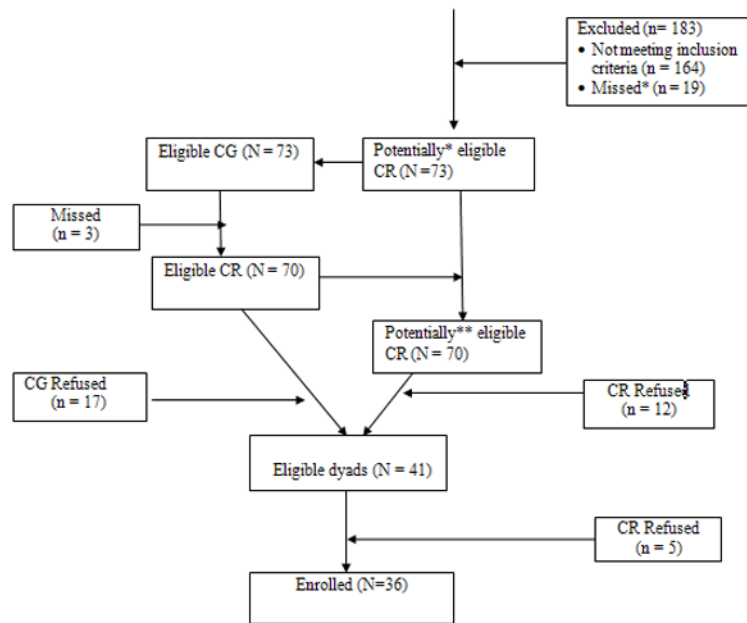 Excluded (n= 183)
• Not meeting inclusion
criteria (n = 164)
• Missed* (n = 19)
Eligible CG (N = 73)
Potentially* eligible
CR (N=73)
Missed
(n = 3)
Eligible CR (N = 70)
Potentially** eligible
CR (N = 70)
CG Refused
(n = 17)
CR Refused
(n = 12)
Eligible dyads (N = 41)
CR Refused
(n = 5)
Enrolled (N=36)